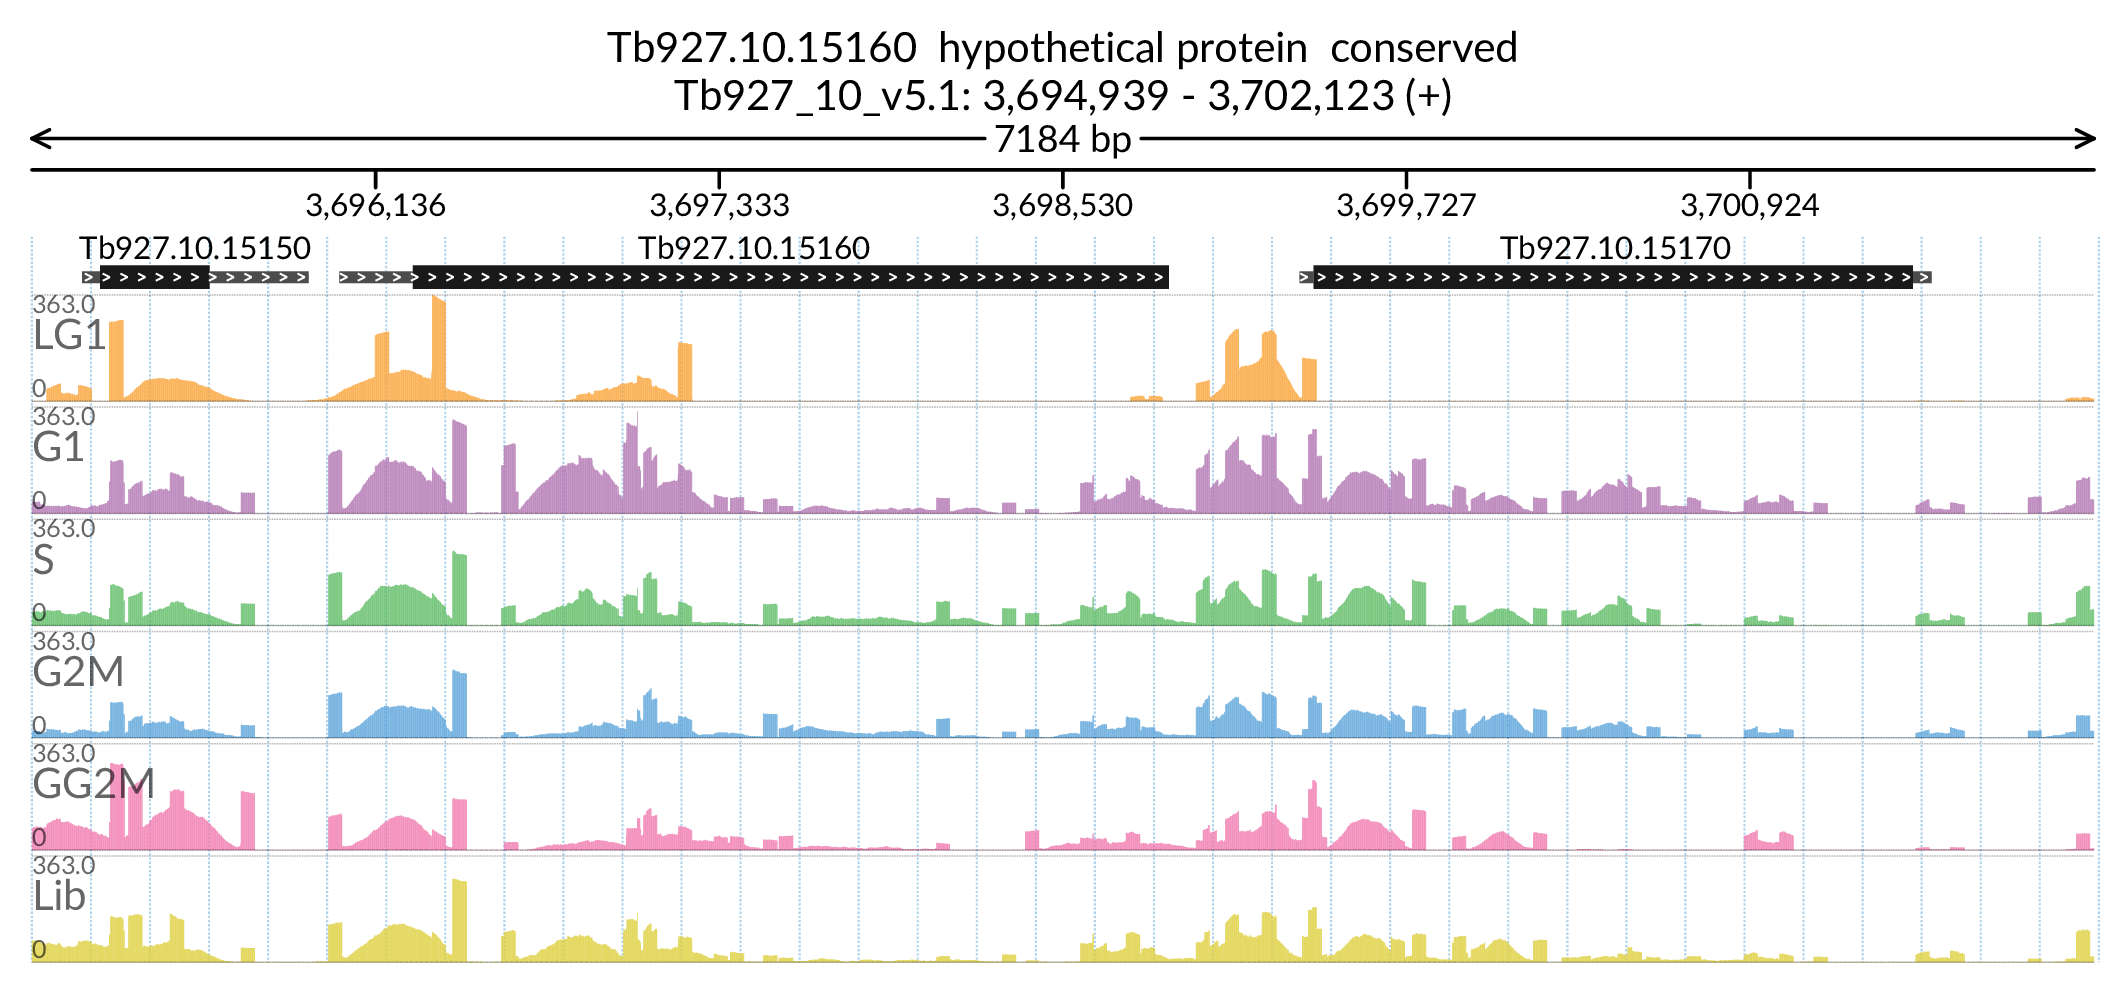 Tb927.10.15160 hypothetical protein conserved
Tb927_10_v5.1: 3,694,939 - 3,702,123 (+)
7184 bp
3,696,136 3,697,333 3,698,530 3,699,727 3,700,924
Tb927.10.15150 Tb927.10.15160 Tb927.10.15170
363.0
LG1
0
363.0
G1
0
363.0
S
0
363.0
G2M
0
363.0
GG2M
0
363.0
Lib
0